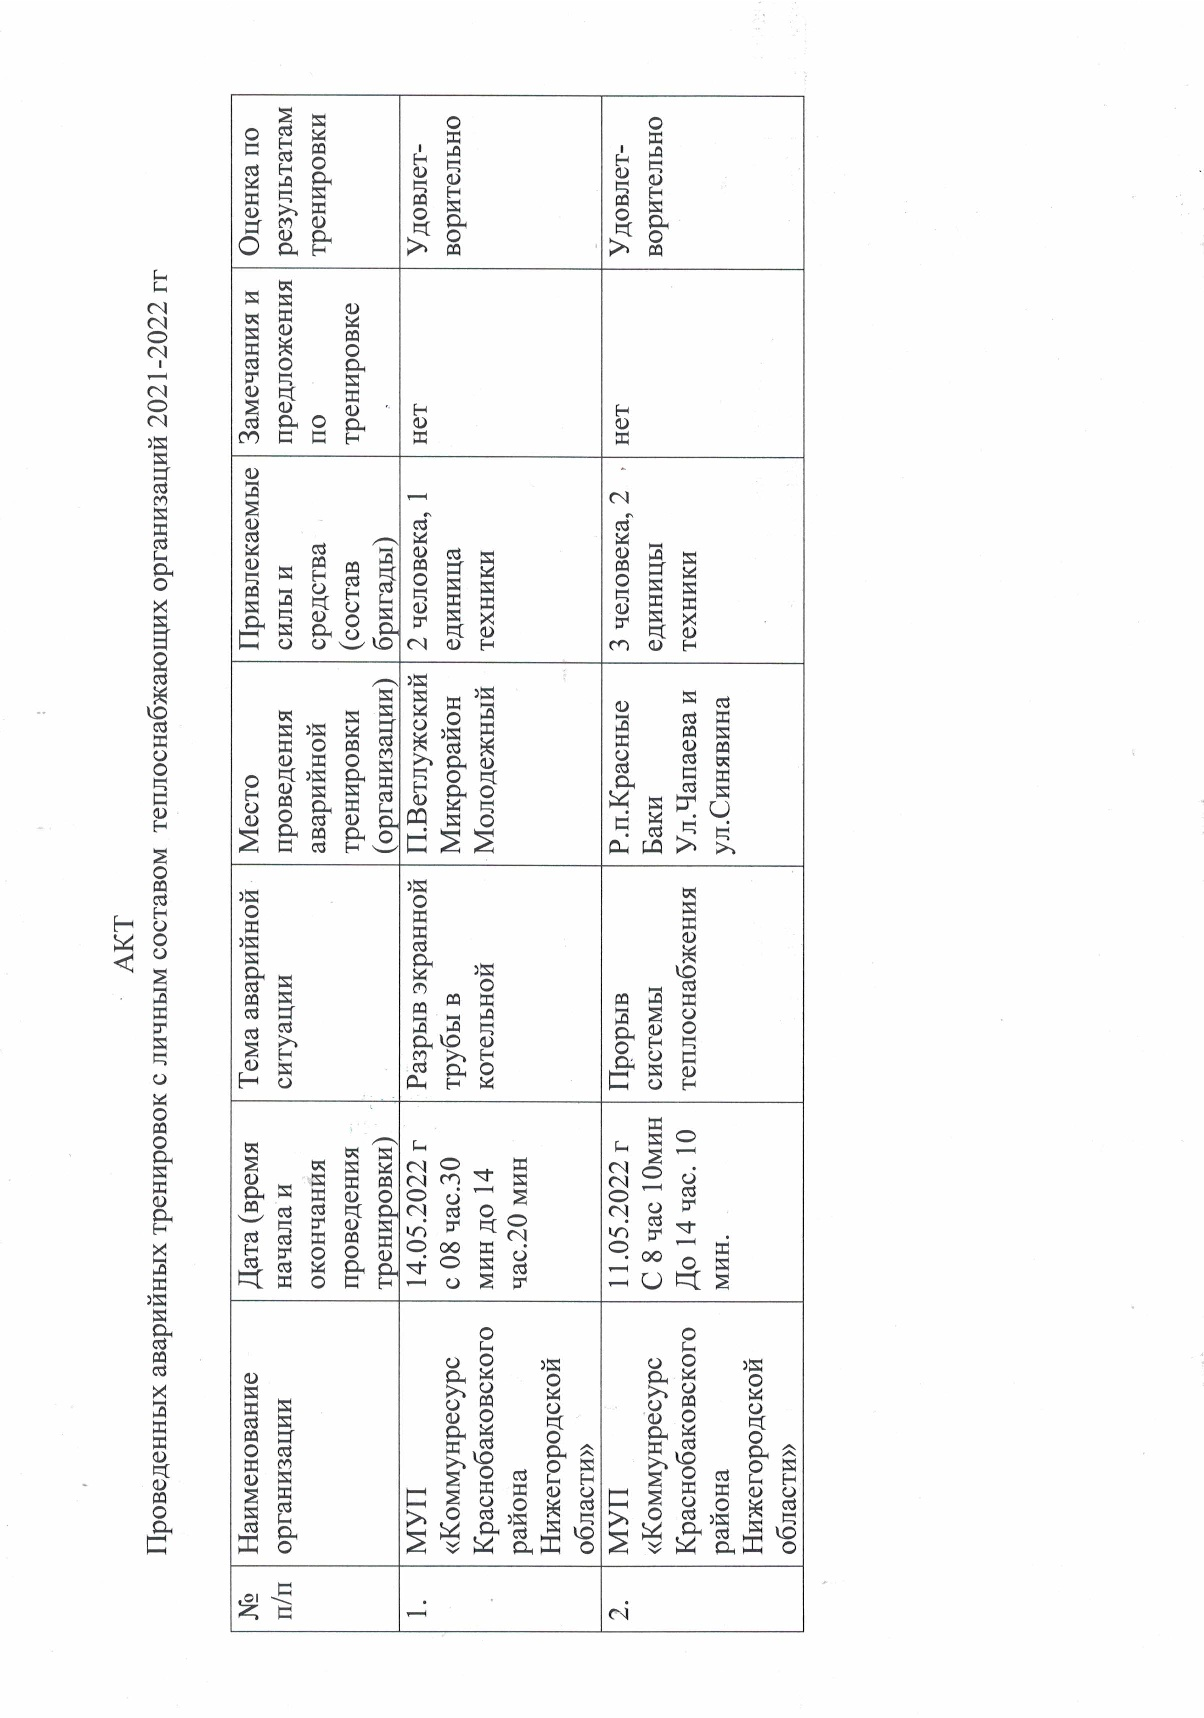 АКТ
Проведенных аварийных тренировок с личным составом теплоснабжающих организаций 2021-2022 гг
№
п/п
Наименование
организации
Дата (время
начала и
окончания
проведения
тренировки)
Тема аварийной
ситуации
Место
проведения
аварийной
тренировки
(организации)
Привлекаемые
силы и
средства
(состав
бригады)
Замечания и
предложения
по
тренировке
Оценка по
результатам
тренировки
1.
МУП
«Коммунресурс
Краснобаковского
района
Нижегородской
области»
14.05.2022 г
с 08 час.30
мин до 14
час.20 мин
Разрыв экранной
трубы в
котельной
П.Ветлужский
Микрорайон
Молодежный
2 человека, 1
единица
техники
нет
Удовлет-
ворительно
2.
МУП
«Коммунресурс
Краснобаковского
района
Нижегородской
области»
11.05.2022 г
С 8 час 10мин
До 14 час. 10
мин.
Прорыв
системы
теплоснабжения
Р.п.Красные
Баки
Ул.Чапаева и
ул.Синявина
3 человека, 2
единицы
техники
нет
Удовлет-
ворительно